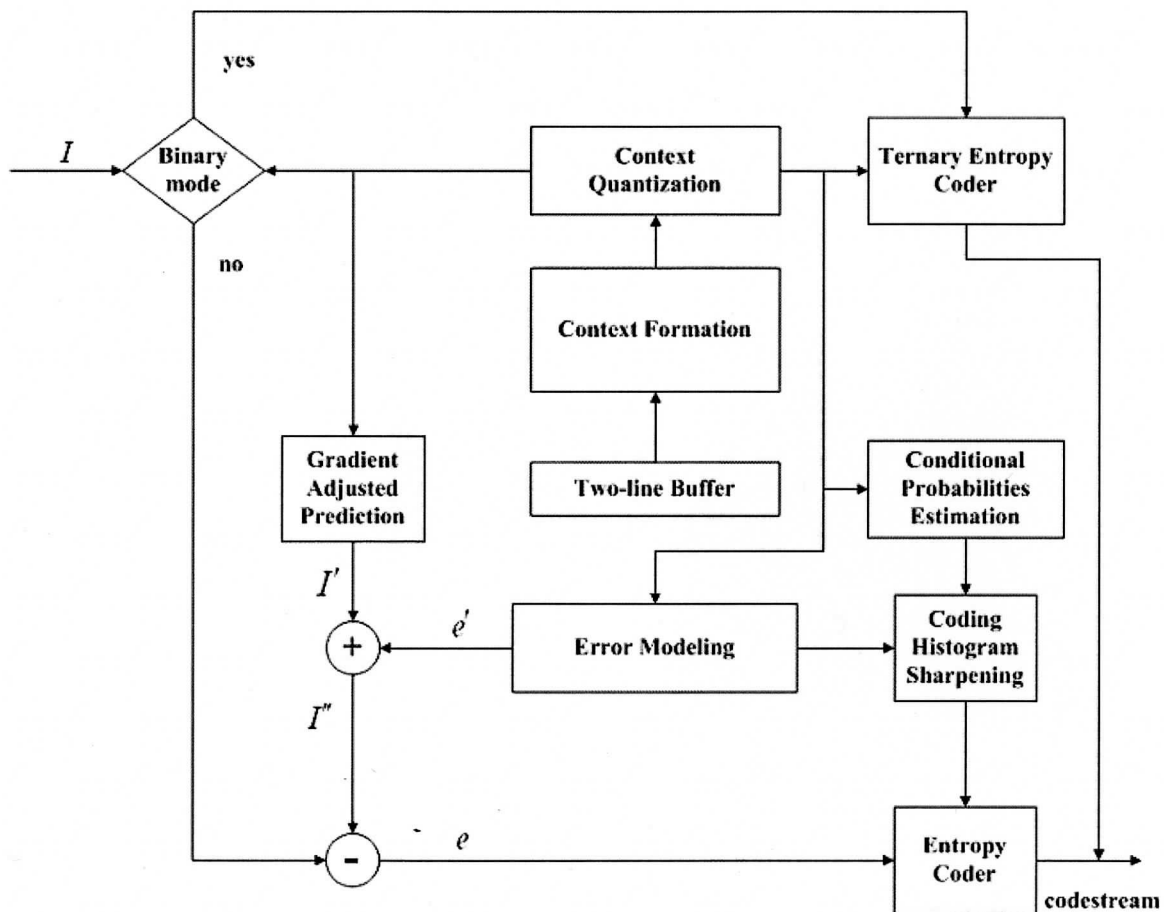 yes
I
Binary
mode
Context
Quantization
Ternary Entropy
Coder
no
Context Formation
Gradient
Adjusted
Prediction
Two-line Buffer
Conditional
Probabilities
Estimation
I'
+
e'
Error Modeling
Coding
Histogram
Sharpening
I"
-
e
Entropy
Coder
codestream